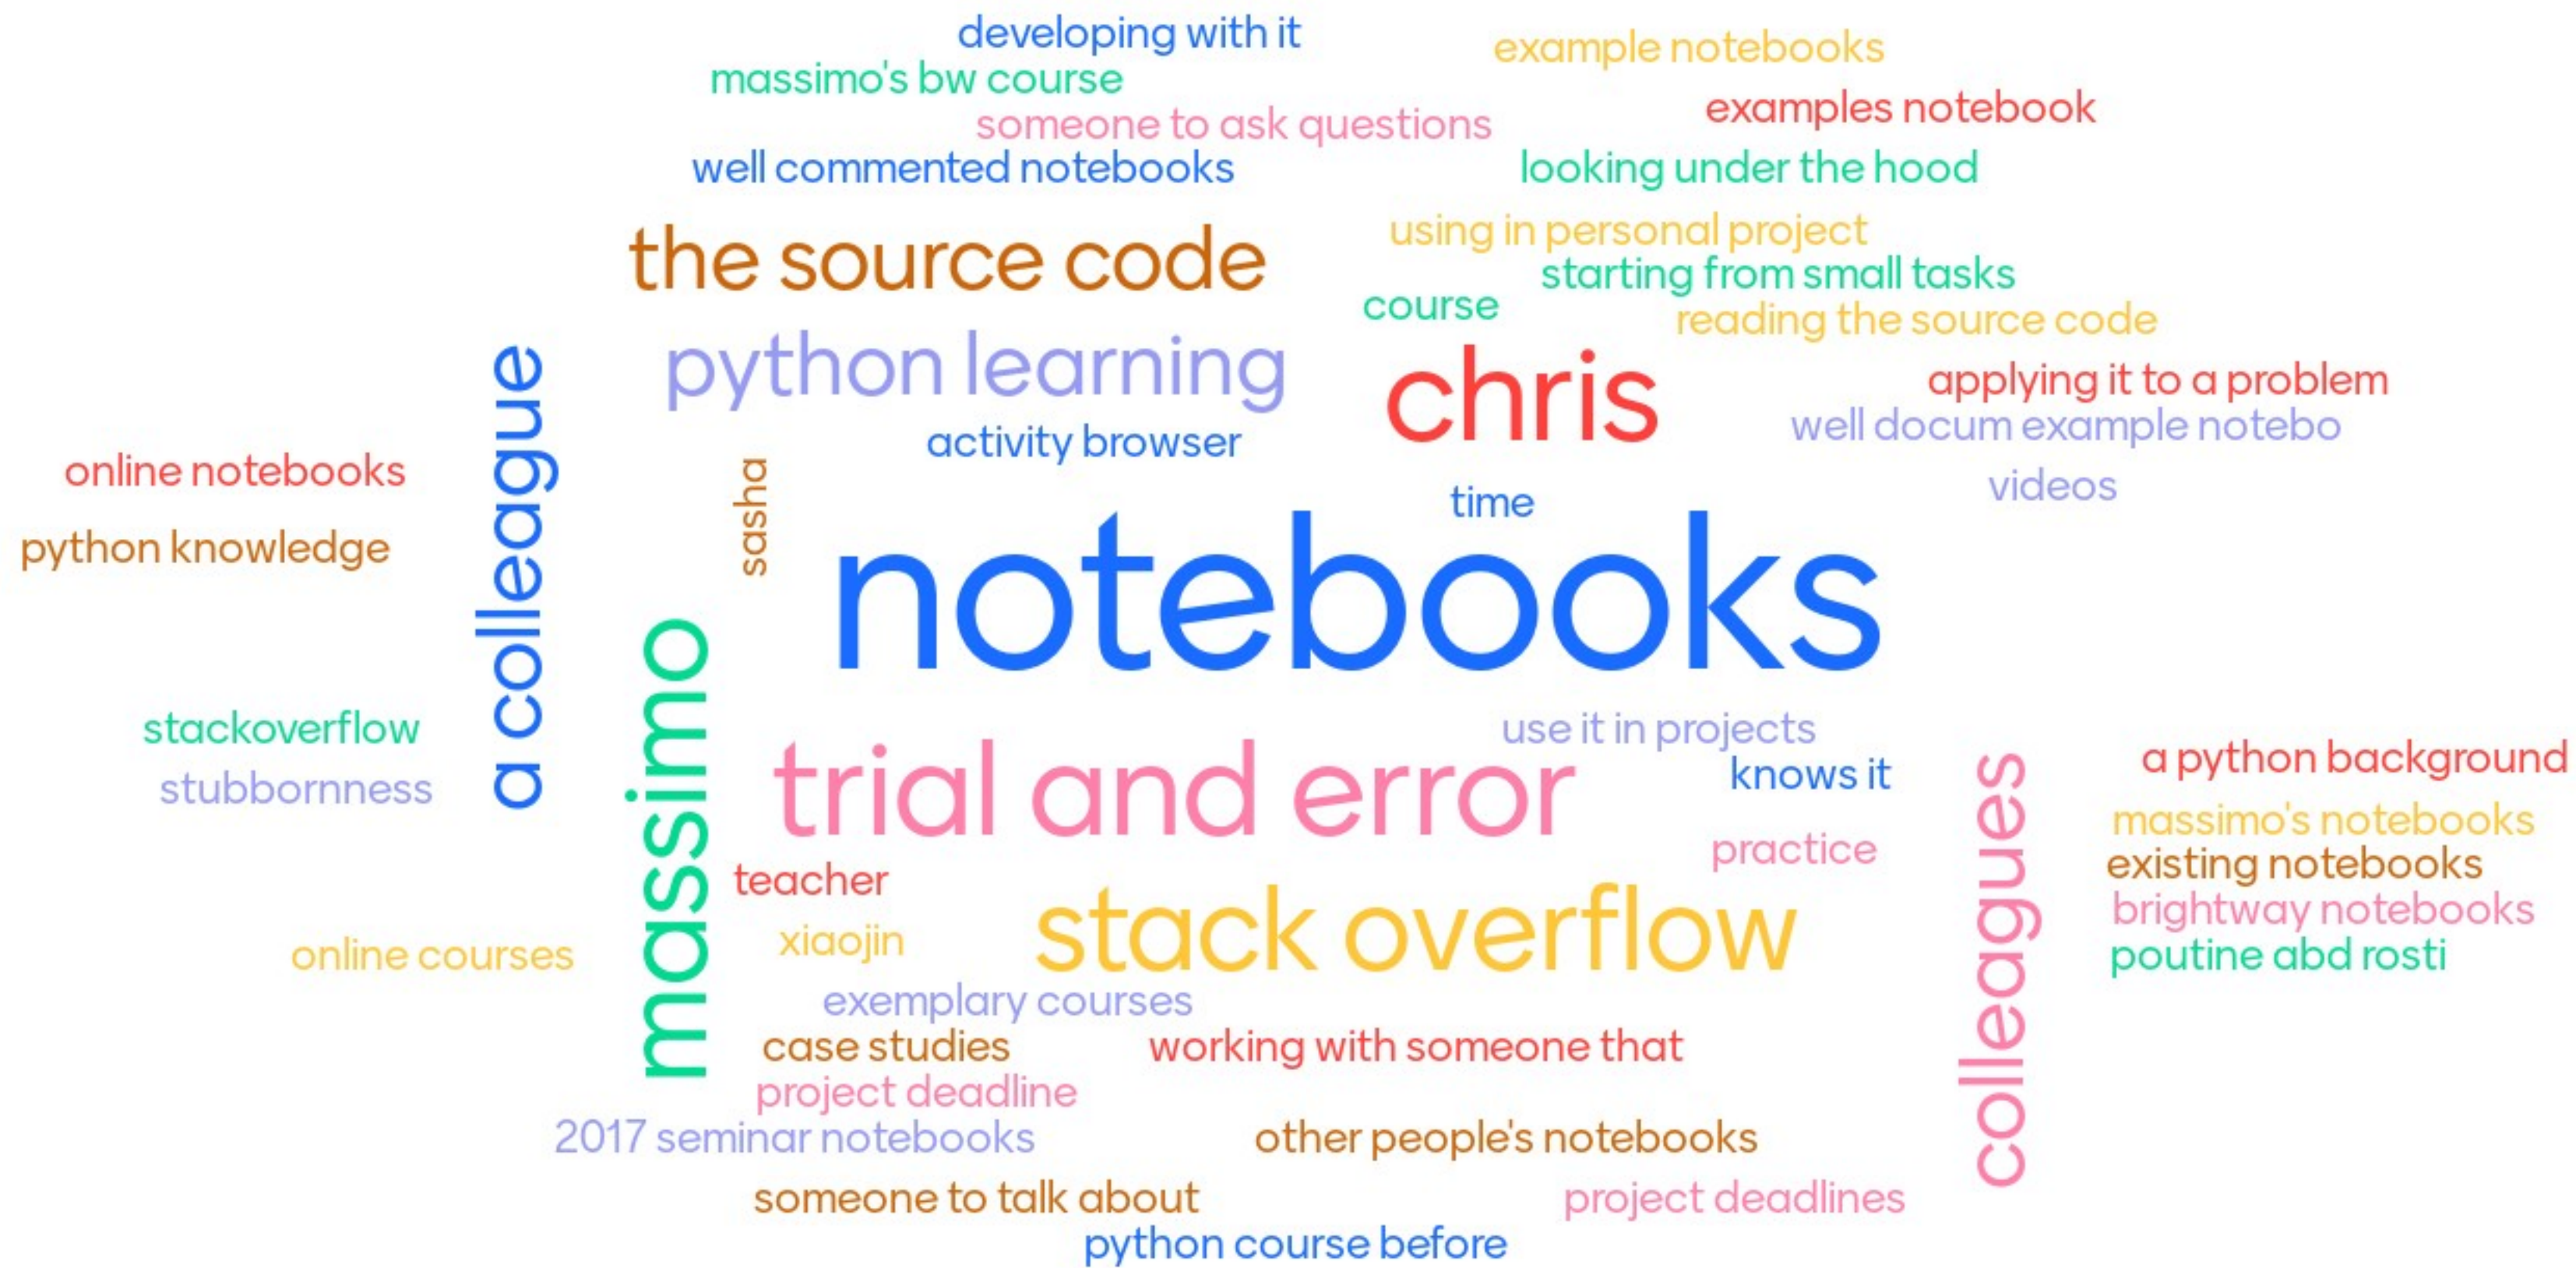 developing with it
example notebooks
massimo's bw course
examples notebook
someone to ask questions
well commented notebooks
looking under the hood
using in personal project
the source code
starting from small tasks
course
reading the source code
python learning
chris
applying it to a problem
well docum example notebo
activity browser
a colleague
online notebooks
sasha
videos
time
python knowledge
notebooks
massimo
stackoverflow
use it in projects
a python background
knows it
stubbornness
trial and error
massimo's notebooks
practice
existing notebooks
teacher
colleagues
brightway notebooks
xiaojin
stack overflow
online courses
poutine abd rosti
exemplary courses
case studies
working with someone that
project deadline
2017 seminar notebooks
other people's notebooks
someone to talk about
project deadlines
python course before